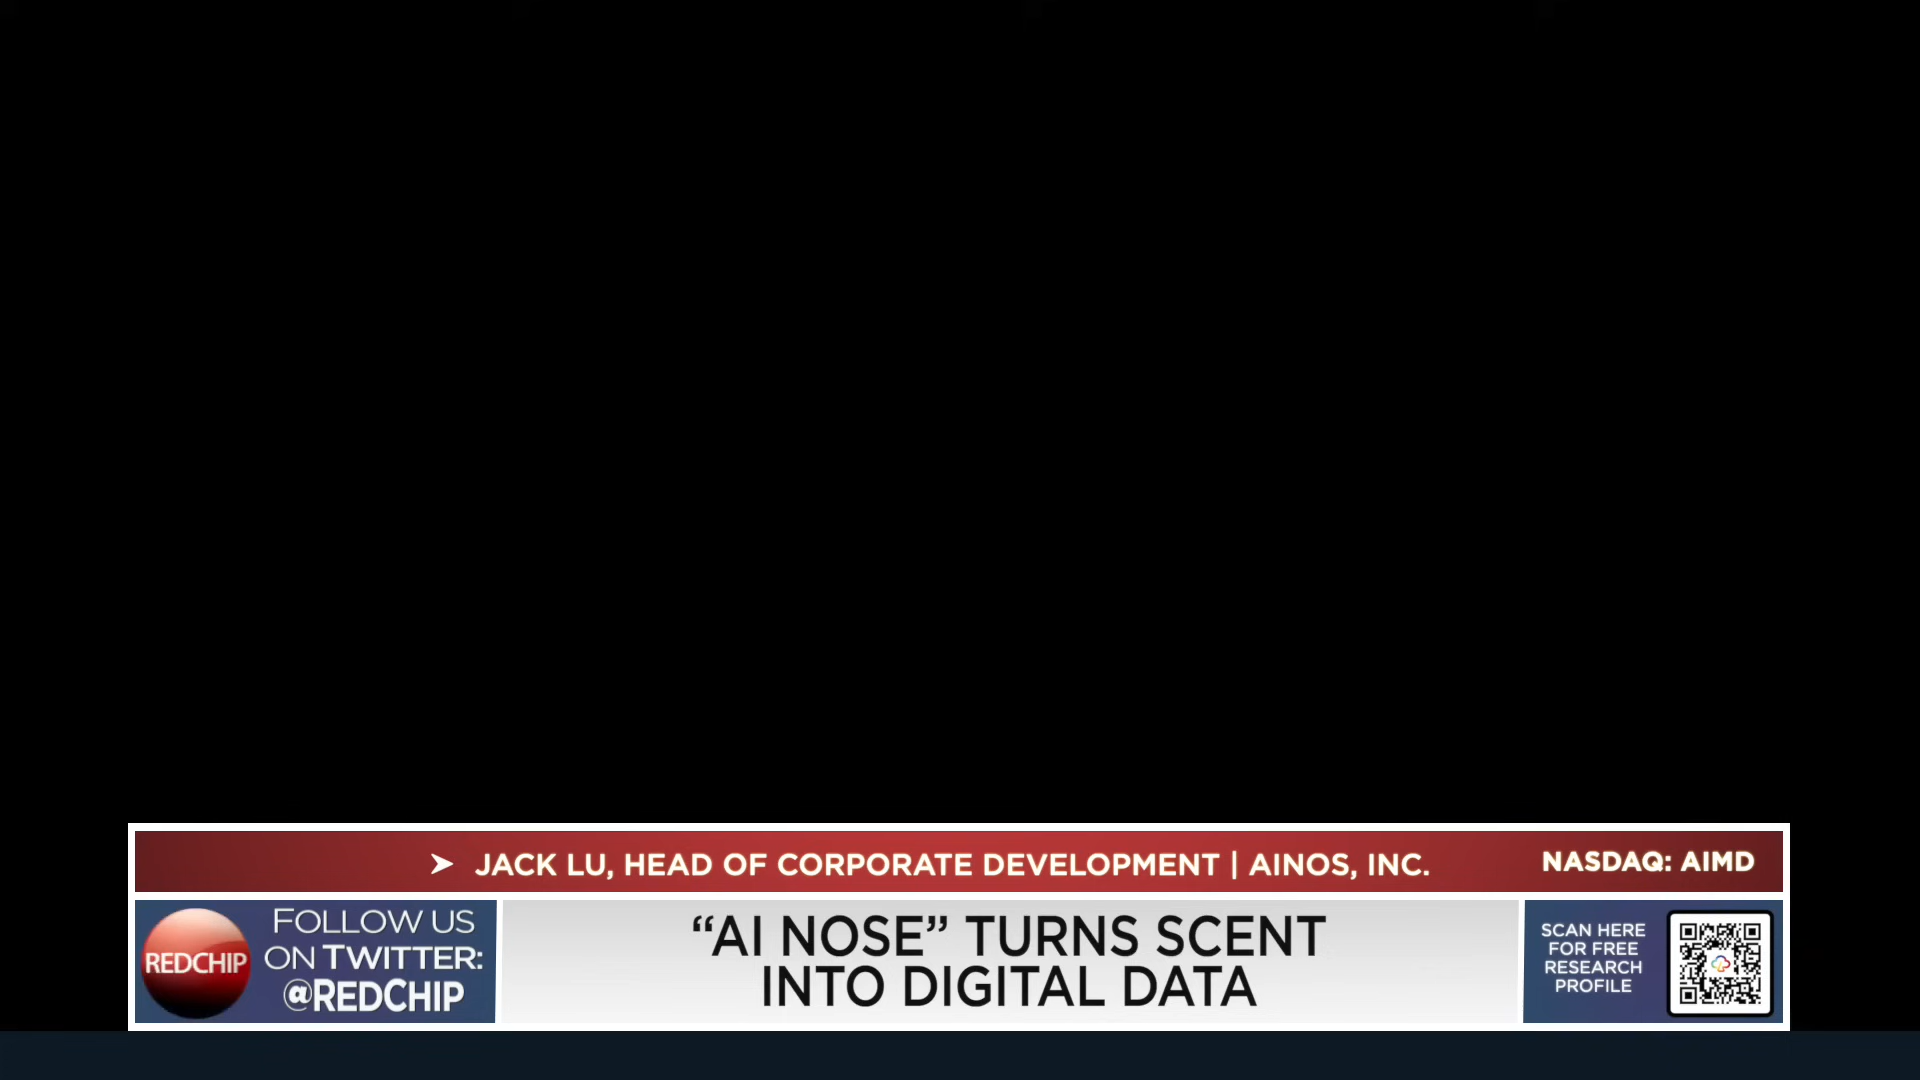 ➤ JACK LU, HEAD OF CORPORATE DEVELOPMENT | AINOS, INC.
NASDAQ: AIMD
REDCHIP
FOLLOW US
ON TWITTER:
@REDCHIP
“AI NOSE” TURNS SCENT
INTO DIGITAL DATA
SCAN HERE
FOR FREE
RESEARCH
PROFILE